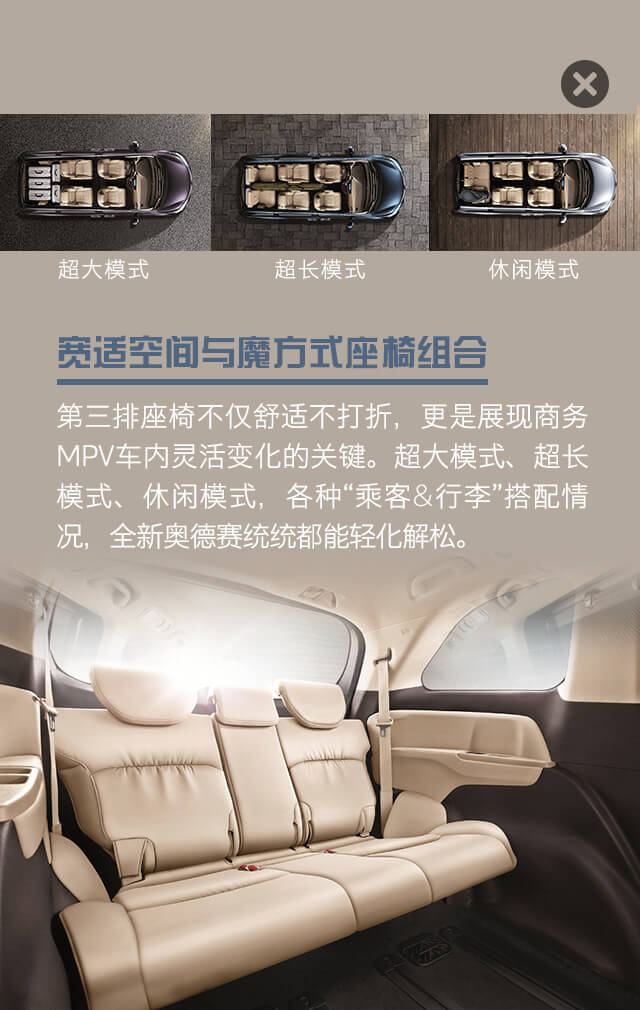 超大模式
超长模式
休闲模式
宽适空间与魔方式座椅组合
第三排座椅不仅舒适不打折，更是展现商务
MPV车内灵活变化的关键。超大模式、超长
模式、休闲模式，各种“乘客&行李”搭配情
况，全新奥德赛统统都能轻化解松。